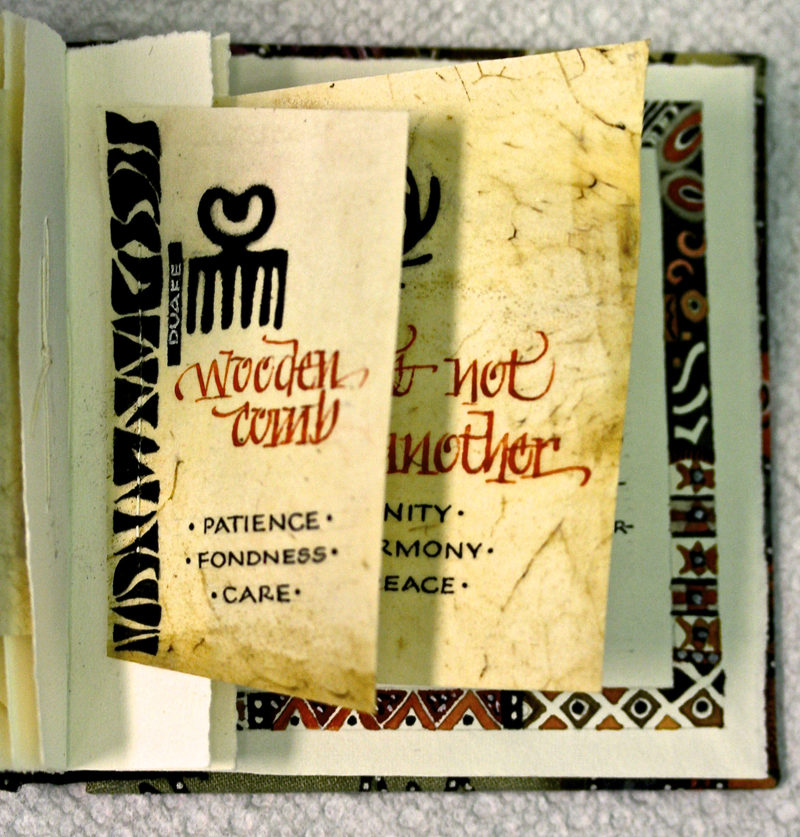 DUAFE
wooden
comb
• PATIENCE •
• FONDNESS •
• CARE •
not
another
NITY •
RMONY •
EACE •
R-